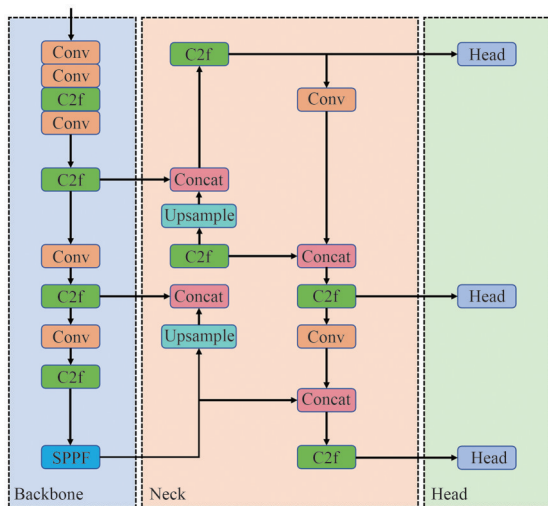 Conv
Conv
C2f
Conv
C2f
Conv
C2f
Conv
C2f
SPPF
Backbone
C2f
Concat
Upsample
C2f
Concat
Upsample
Conv
Concat
C2f
Conv
Concat
C2f
Neck
Head
Head
Head
Head